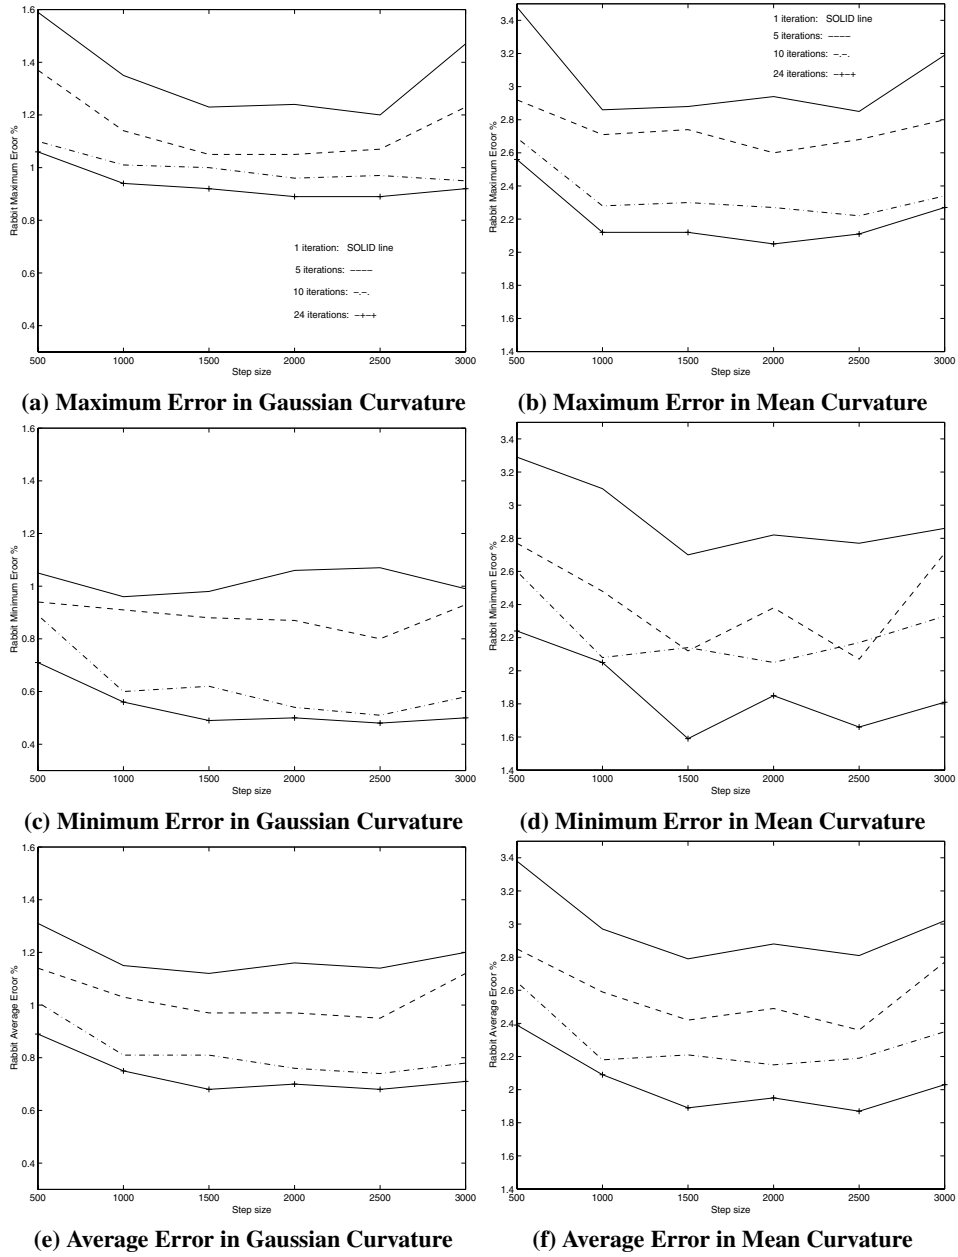 1.6
1.4
1.2
1
0.8
0.6
0.4
500 1000 1500 2000 2500 3000
Step size
Rabbit Maximum Eroor %
1 iteration: SOLID line
5 iterations: ----
10 iterations: -.-.
24 iterations: -+-+
(a) Maximum Error in Gaussian Curvature
3.4
3.2
3
2.8
2.6
2.4
2.2
2
1.8
1.6
1.4
500 1000 1500 2000 2500 3000
Step size
Rabbit Maximum Eroor %
1 iteration: SOLID line
5 iterations: ----
10 iterations: -.-.
24 iterations: -+-+
(b) Maximum Error in Mean Curvature
1.6
1.4
1.2
1
0.8
0.6
0.4
500 1000 1500 2000 2500 3000
Step size
Rabbit Minimum Eroor %
(c) Minimum Error in Gaussian Curvature
3.4
3.2
3
2.8
2.6
2.4
2.2
2
1.8
1.6
1.4
500 1000 1500 2000 2500 3000
Step size
Rabbit Minimum Eroor %
(d) Minimum Error in Mean Curvature
1.6
1.4
1.2
1
0.8
0.6
0.4
500 1000 1500 2000 2500 3000
Step size
Rabbit Average Eroor %
(e) Average Error in Gaussian Curvature
3.4
3.2
3
2.8
2.6
2.4
2.2
2
1.8
1.6
1.4
500 1000 1500 2000 2500 3000
Step size
Rabbit Average Eroor %
(f) Average Error in Mean Curvature